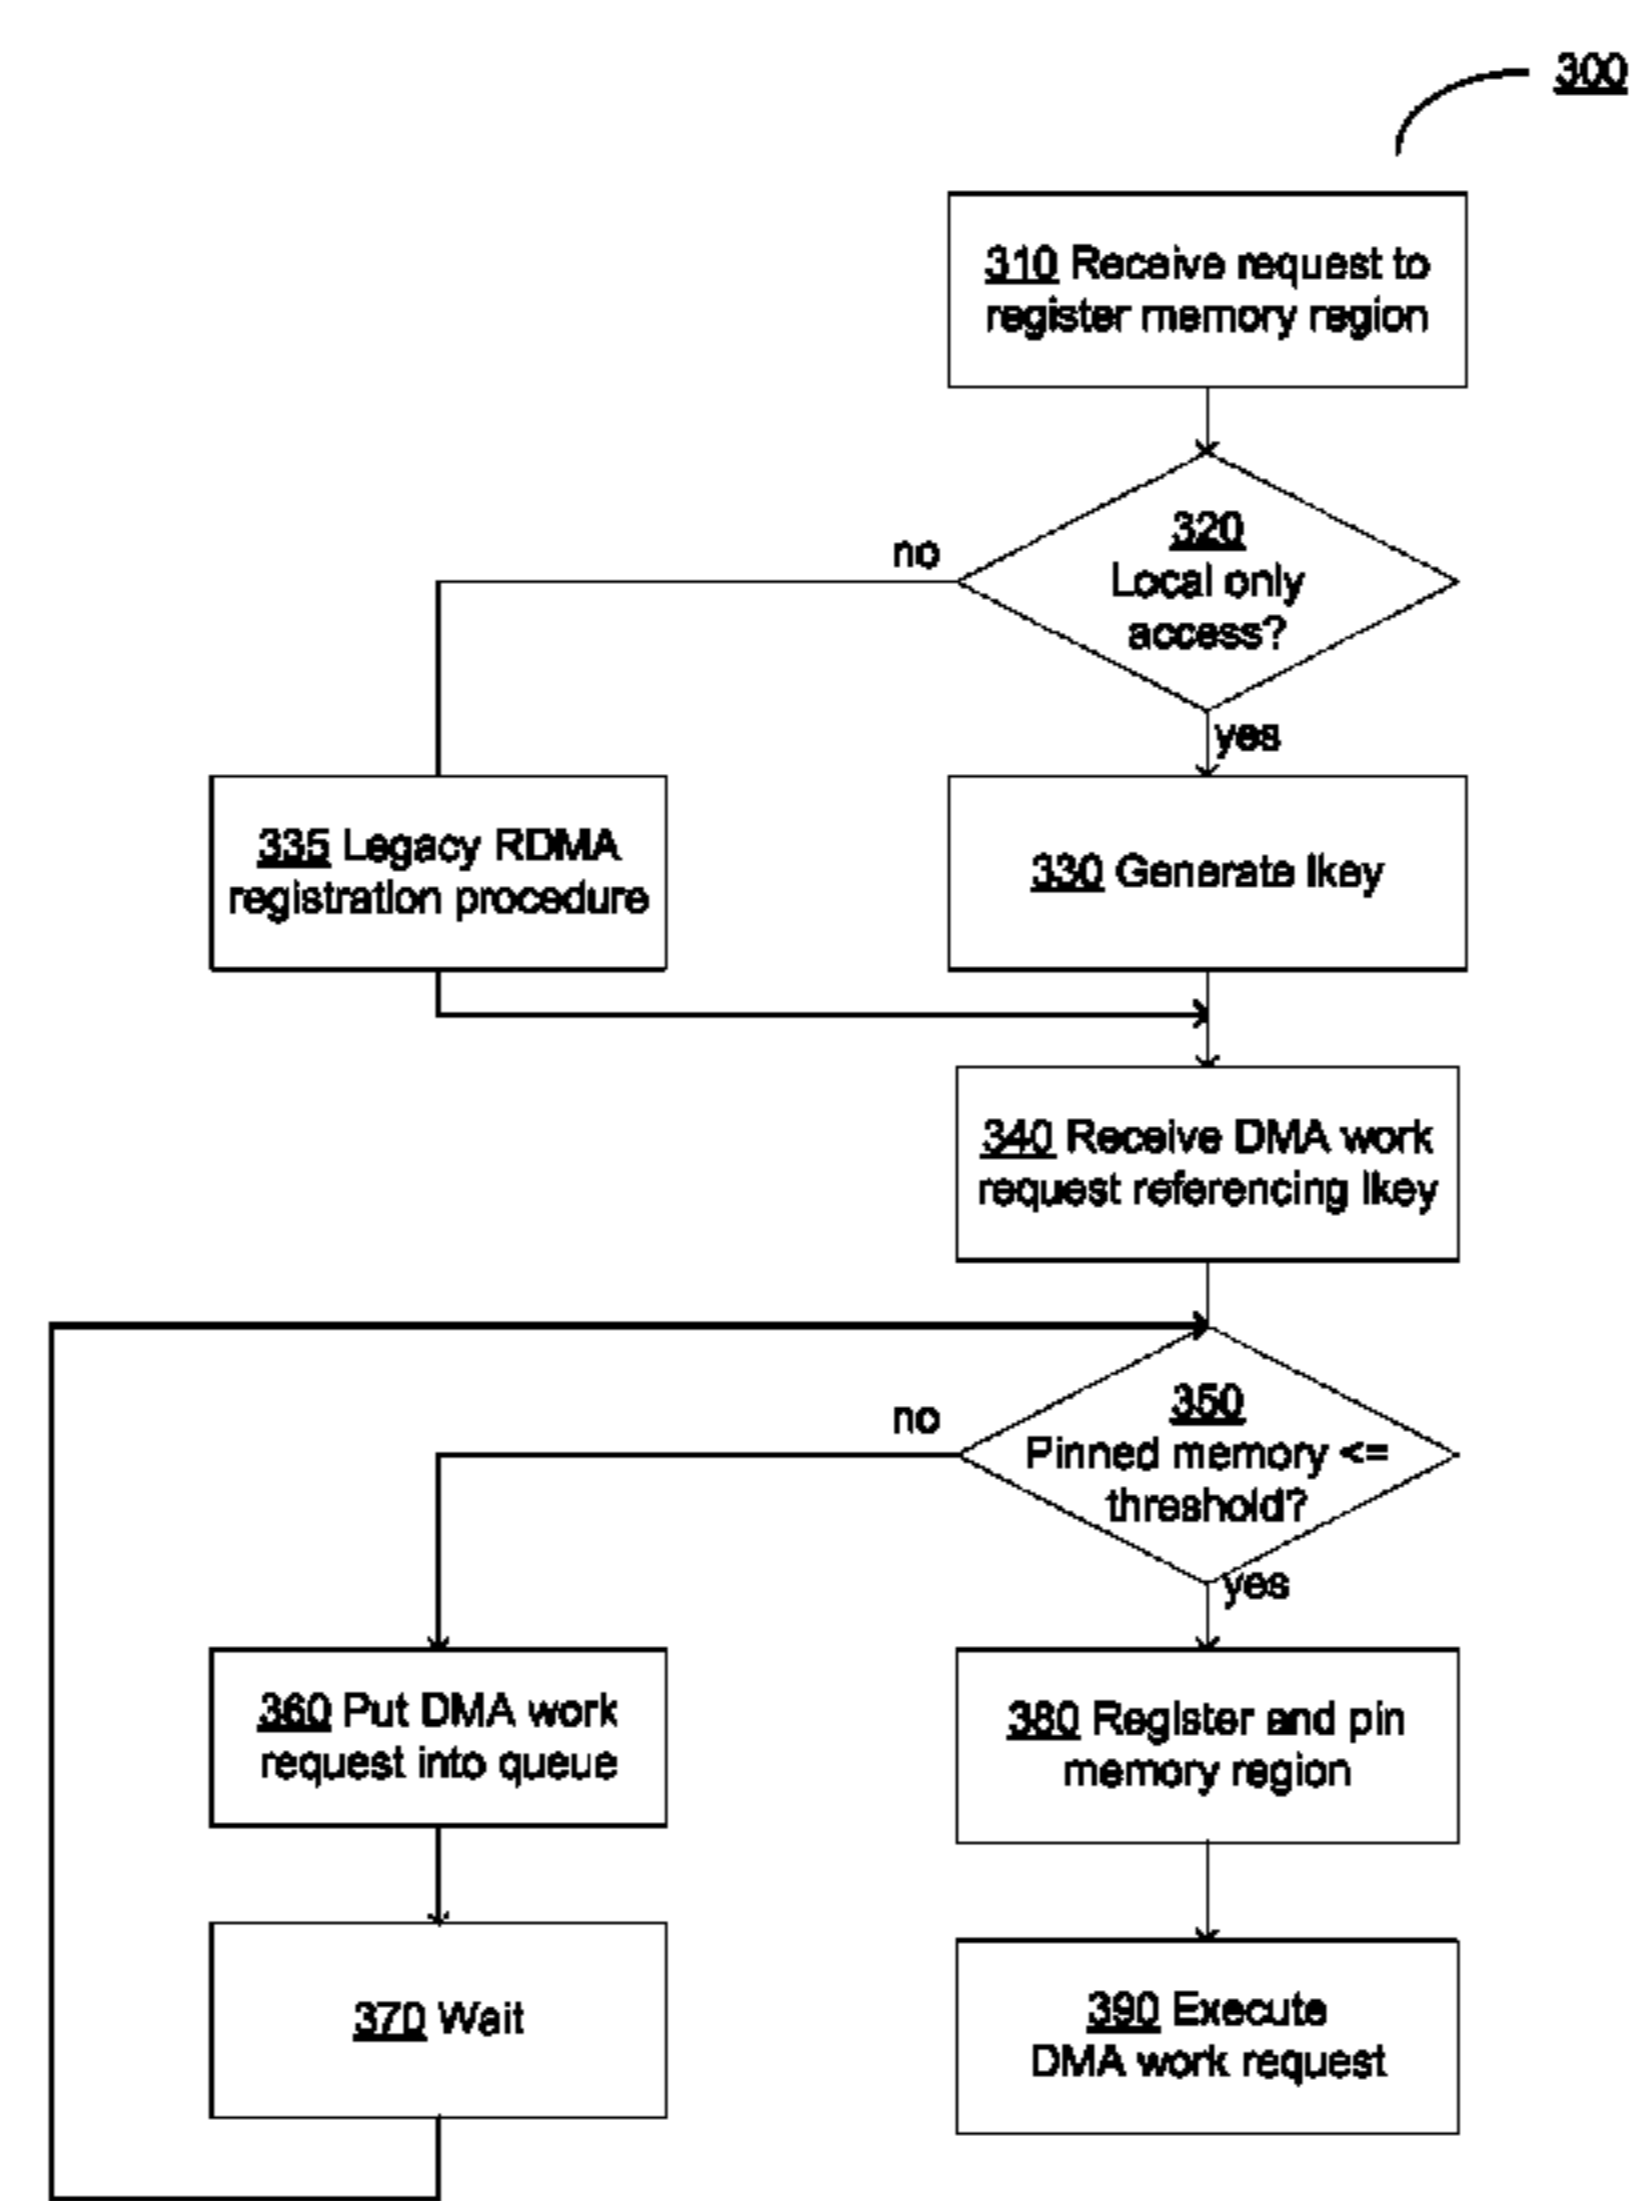 300
310 Receive request to
register memory region
320
Local only
access?
no
yes
335 Legacy RDMA
registration procedure
330 Generate lkey
340 Receive DMA work
request referencing lkey
350
Pinned memory <=
threshold?
no
yes
360 Put DMA work
request into queue
380 Register and pin
memory region
370 Wait
390 Execute
DMA work request